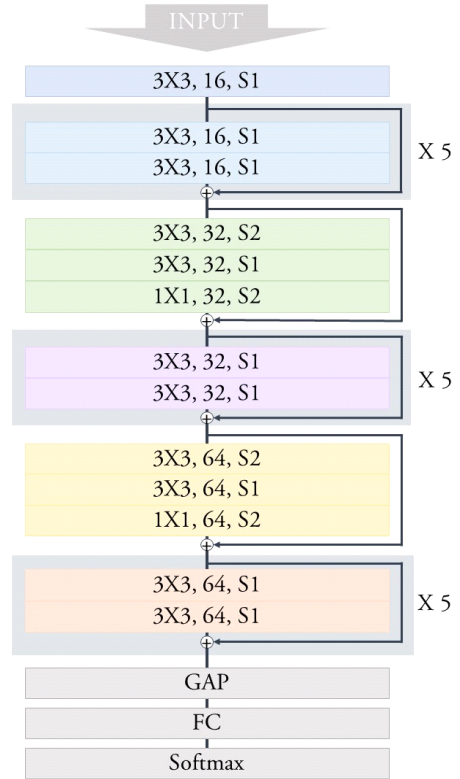 INPUT
3X3, 16, S1
3X3, 16, S1
3X3, 16, S1
X 5
3X3, 32, S2
3X3, 32, S1
1X1, 32, S2
3X3, 32, S1
3X3, 32, S1
X 5
3X3, 64, S2
3X3, 64, S1
1X1, 64, S2
3X3, 64, S1
3X3, 64, S1
X 5
GAP
FC
Softmax